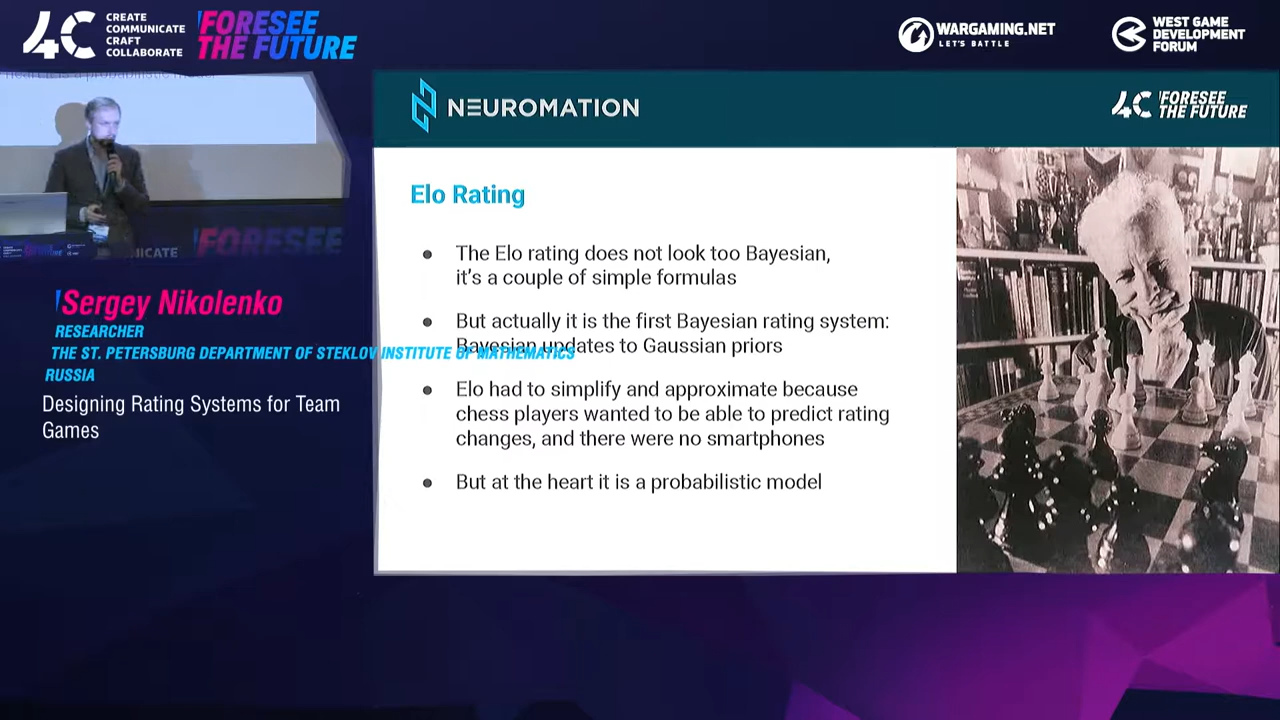 4C
CREATE
COMMUNICATE
CRAFT
COLLABORATE
FORESEE
THE FUTURE
WARGAMING.NET
LET'S BATTLE
WEST GAME
DEVELOPMENT
FORUM
NEUROMATION
4C FORESEE
THE FUTURE
Elo Rating
• The Elo rating does not look too Bayesian,
it's a couple of simple formulas
• But actually it is the first Bayesian rating system:
Bayesian updates to Gaussian priors
• Elo had to simplify and approximate because
chess players wanted to be able to predict rating
changes, and there were no smartphones
• But at the heart it is a probabilistic model
FORESEE
Sergey Nikolenko
RESEARCHER
THE ST. PETERSBURG DEPARTMENT OF STEKLOV INSTITUTE OF MATHEMATICS
RUSSIA
Designing Rating Systems for Team
Games